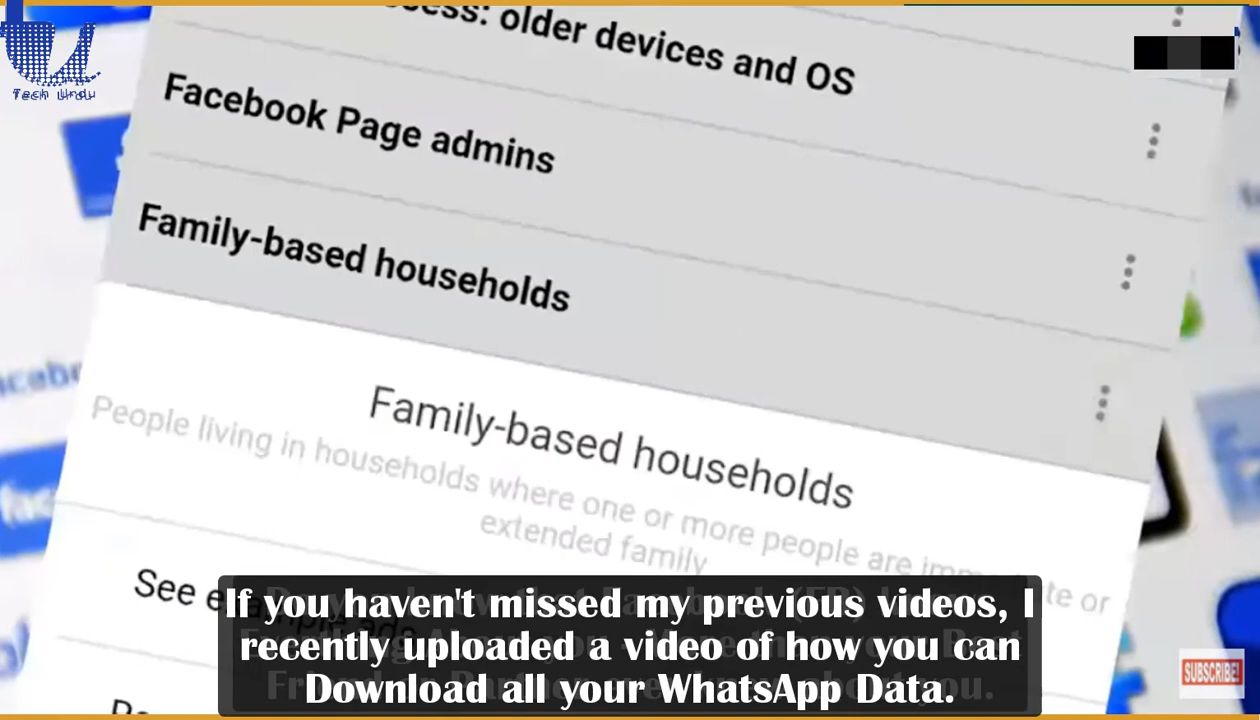 older devices and OS
Facebook Page admins
Family-based households
Family-based households
People living in households where one or more people are
or
extended family
See
If you haven't missed my previous videos, I
recently uploaded a video of how you can
Download all your WhatsApp Data.
Tech Urdu
SUBSCRIBE!